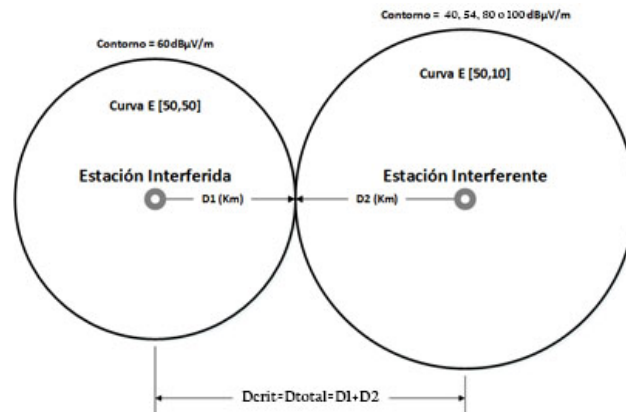 Contorno = 60 dBµV/m
Contorno = 40, 54, 80 o 100 dBµV/m
Curva E [50,50]
Curva E [50,10]
Estación Interferida
Estación Interferente
D1 (Km)
D2 (Km)
Dcrit=Dtotal=D1+D2